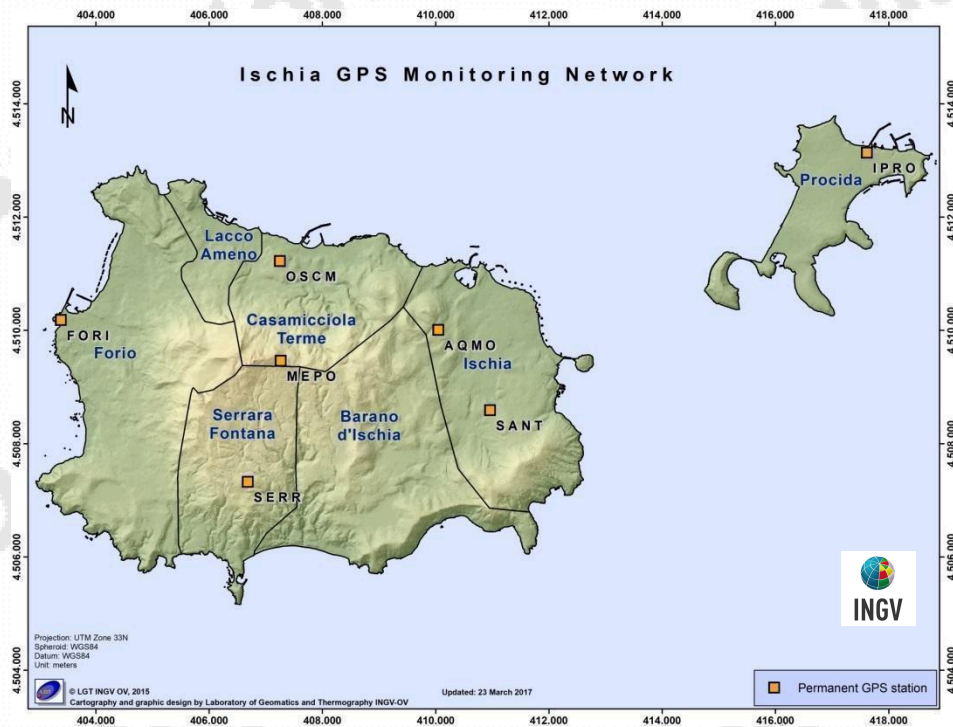 404.000 406.000 408.000 410.000 412.000 414.000 416.000 418.000
Ischia GPS Monitoring Network
4.514.000
4.514.000
N
IPRO
Procida
4.512.000
4.512.000
Lacco
Ameno
OSCM
4.510.000
4.510.000
FORI
Forio
Casamicciola
Terme
AQMO
Ischia
MEPO
Serrara
Fontana
Barano
d'Ischia
SANT
4.508.000
4.508.000
SERR
4.506.000
4.506.000
INGV
Projection: UTM Zone 33N
Spheroid: WGS84
Datum: WGS84
Unit: meters
4.504.000
4.504.000
© LGT INGV OV, 2015
Updated: 23 March 2017
Cartography and graphic design by Laboratory of Geomatics and Thermography INGV-OV
Permanent GPS station
404.000 406.000 408.000 410.000 412.000 414.000 416.000 418.000